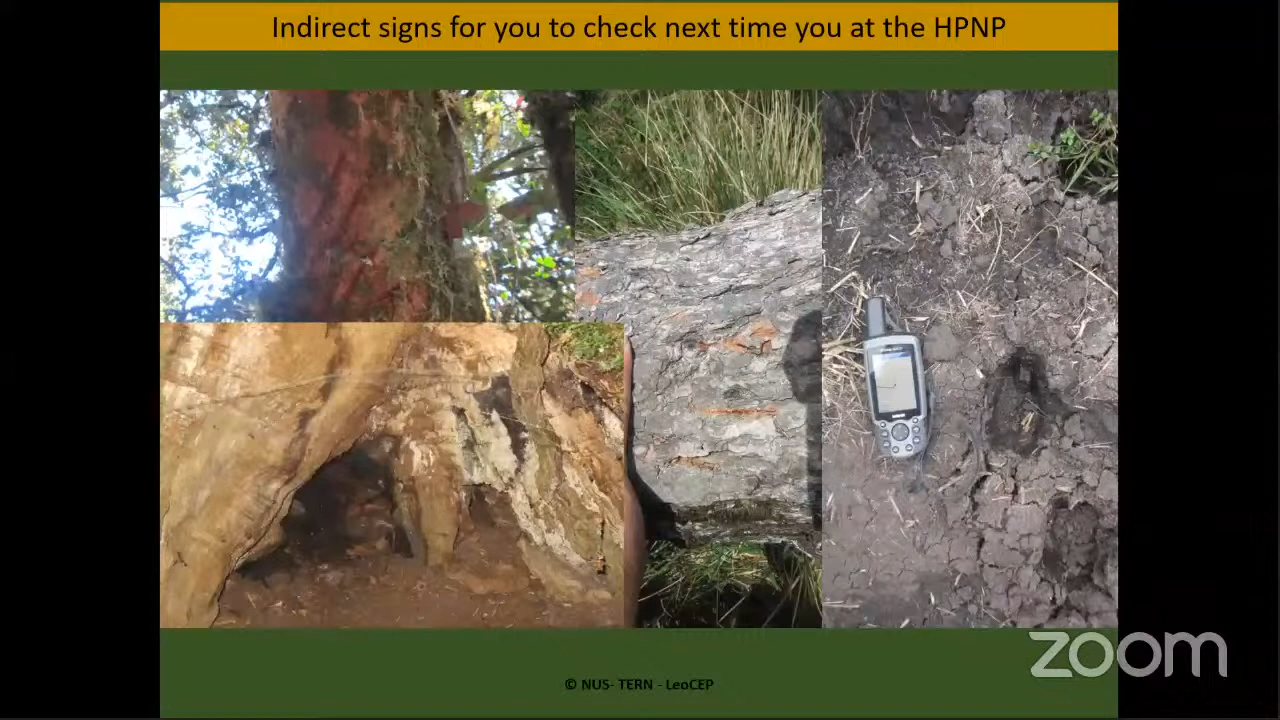 Indirect signs for you to check next time you at the HPNP
© NUS- TERN - LeoCEP
zoom